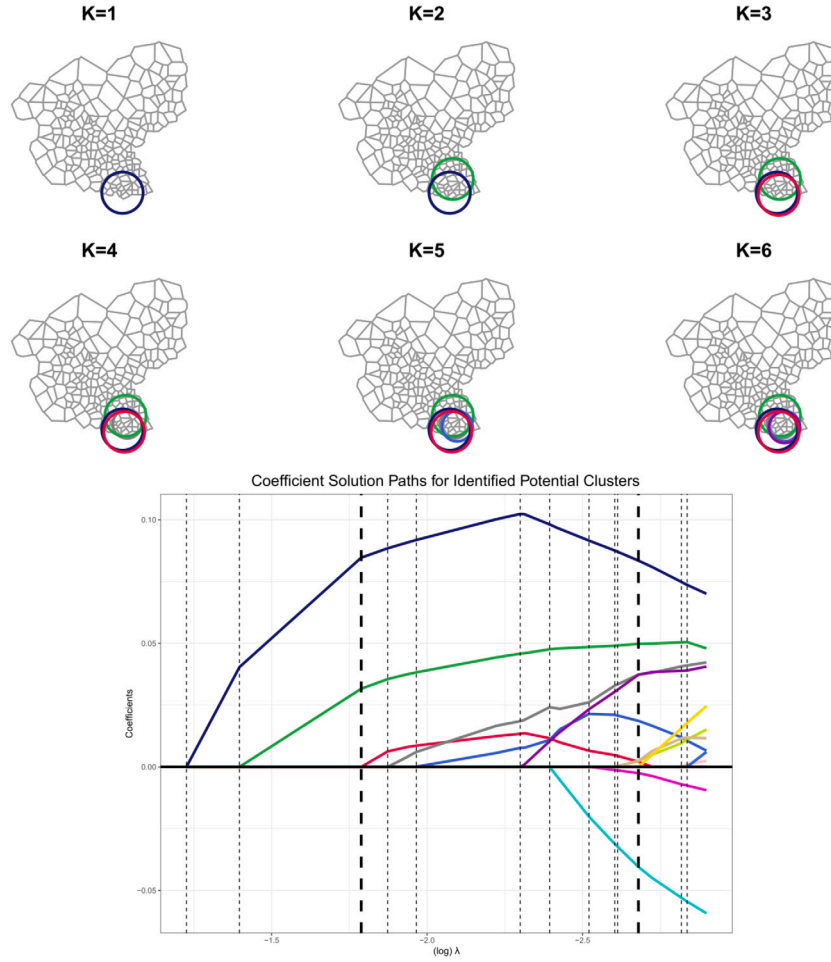 K=1 K=2 K=3
K=4 K=5 K=6
Coefficient Solution Paths for Identified Potential Clusters
0.10
0.05
0.00
−0.05
Coefficients
−1.5 −2.0 −2.5
(log) λ